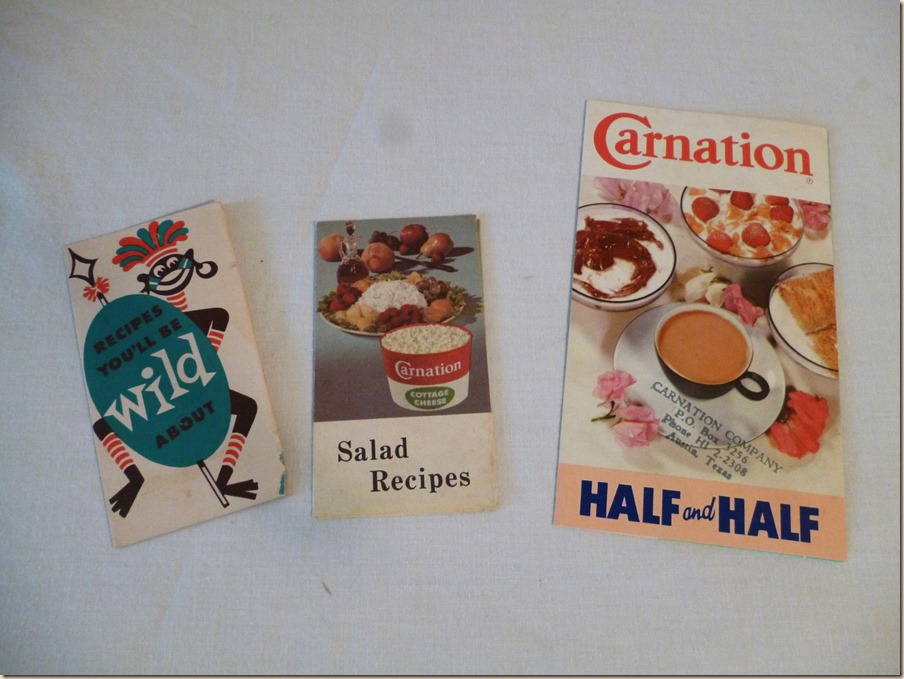 RECIPES
YOU'LL BE
wild
ABOUT
Carnation
COTTAGE
CHEESE
Salad
Recipes
Carnation®
CARNATION COMPANY
P.O. Box 3256
Phone HI 2-2308
Austin, Texas
HALF and HALF